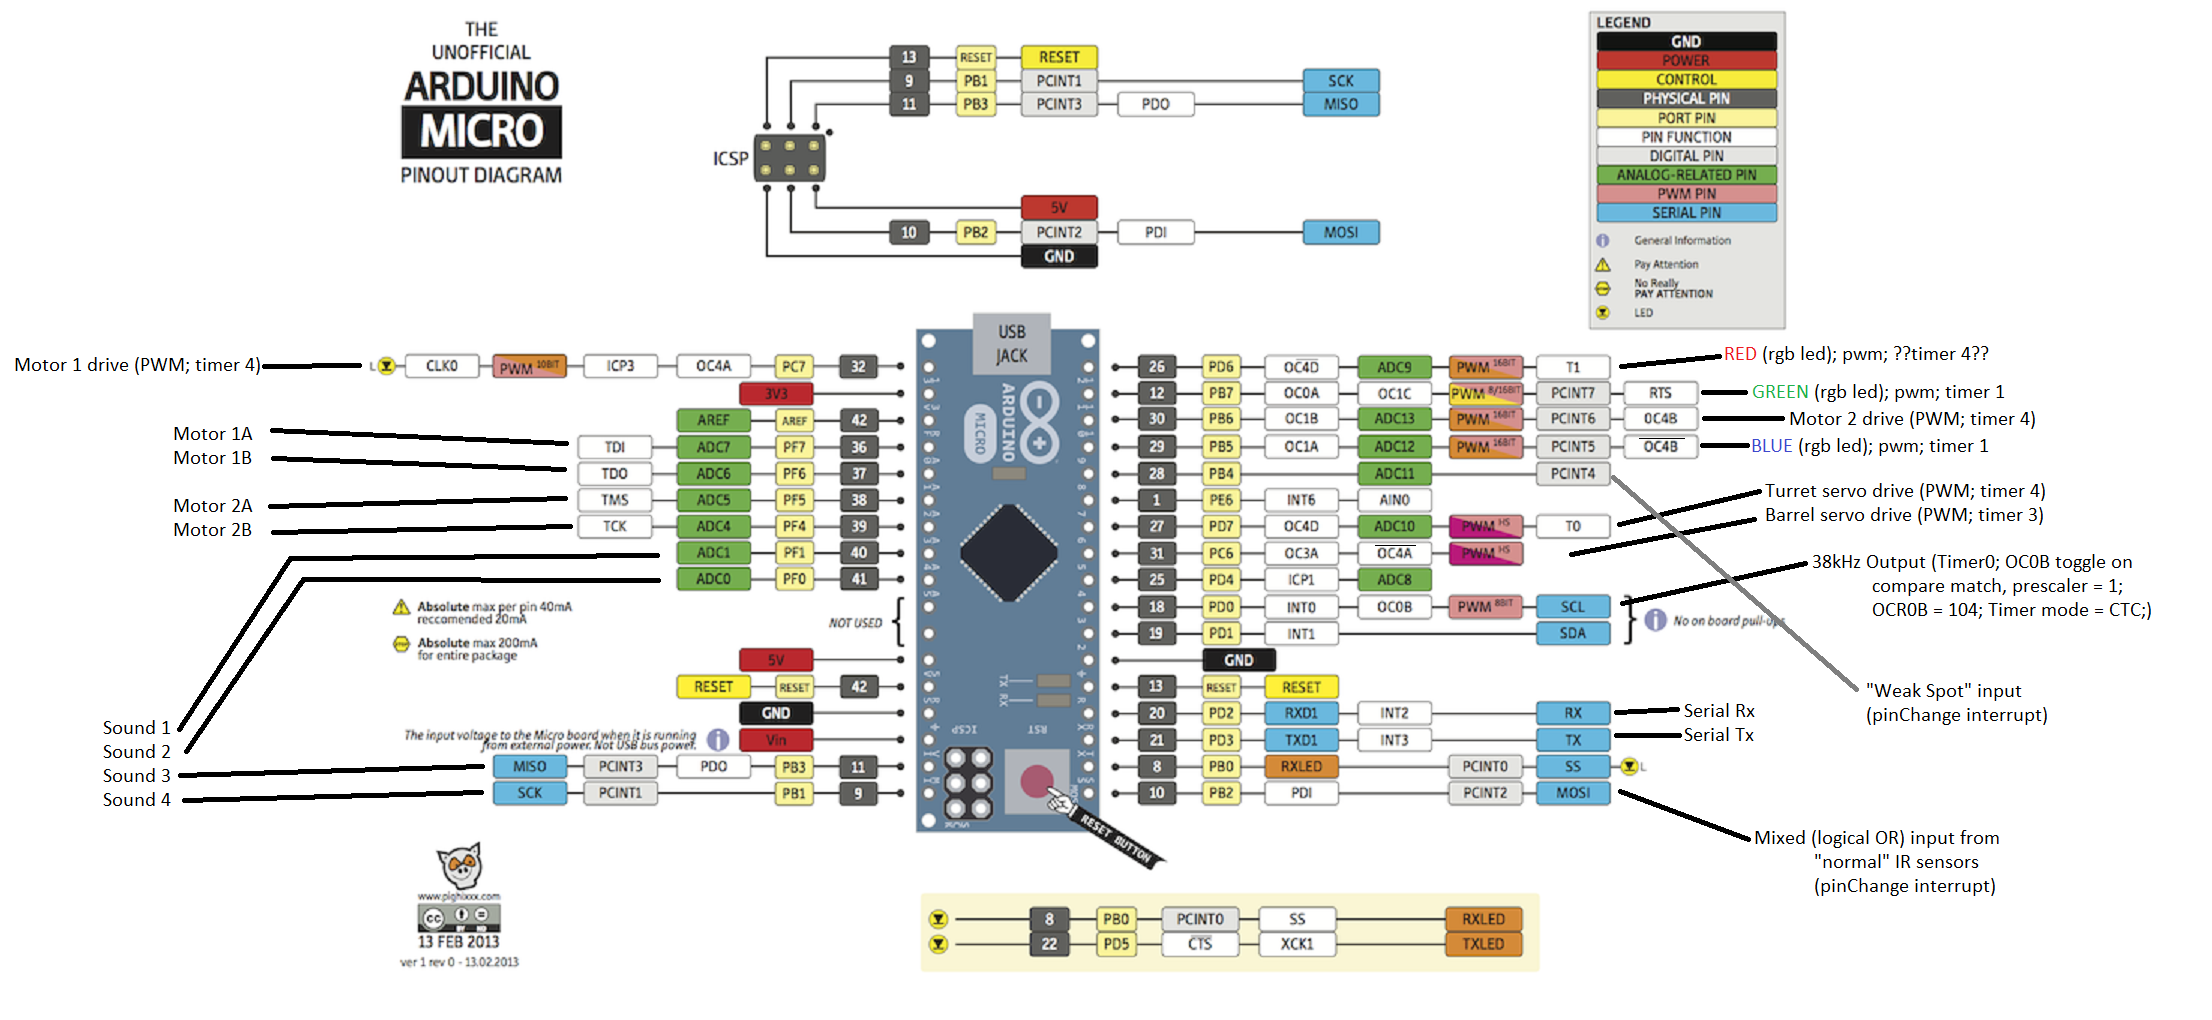 THE
UNOFFICIAL
ARDUINO
MICRO
PINOUT DIAGRAM
13 RESET RESET
9 PB1 PCINT1 SCK
11 PB3 PCINT3 PDO MISO
ICSP
5V
10 PB2 PCINT2 PDI MOSI
GND
LEGEND
GND
POWER
CONTROL
PHYSICAL PIN
PORT PIN
PIN FUNCTION
DIGITAL PIN
ANALOG-RELATED PIN
PWM PIN
SERIAL PIN
General Information
Pay Attention
No Really
PAY ATTENTION
LED
USB
JACK
ARDUINO
MICRO
TX
RX
ICSP
RST
RESET BUTTON
Motor 1 drive (PWM; timer 4) L CLK0 PWM 10BIT ICP3 OC4A PC7 32
3V3
AREF AREF 42
Motor 1A TDI ADC7 PF7 36
Motor 1B TDO ADC6 PF6 37
Motor 2A TMS ADC5 PF5 38
Motor 2B TCK ADC4 PF4 39
ADC1 PF1 40
ADC0 PF0 41
Absolute max per pin 40mA
reccomended 20mA
Absolute max 200mA
for entire package
NOT USED
5V
RESET RESET 42
GND
The input voltage to the Micro board when it is running
from external power. Not USB bus power.
Vin
Sound 1
Sound 2
Sound 3 MISO PCINT3 PDO PB3 11
Sound 4 SCK PCINT1 PB1 9
26 PD6 OC4D ADC9 PWM 16BIT T1 RED (rgb led); pwm; ??timer 4??
12 PB7 OC0A OC1C PWM 8/16BIT PCINT7 RTS GREEN (rgb led); pwm; timer 1
30 PB6 OC1B ADC13 PWM 16BIT PCINT6 OC4B Motor 2 drive (PWM; timer 4)
29 PB5 OC1A ADC12 PWM 16BIT PCINT5 OC4B BLUE (rgb led); pwm; timer 1
28 PB4 ADC11 PCINT4
1 PE6 INT6 AIN0
27 PD7 OC4D ADC10 PWM HS T0 Turret servo drive (PWM; timer 4)
31 PC6 OC3A OC4A PWM HS Barrel servo drive (PWM; timer 3)
25 PD4 ICP1 ADC8
18 PD0 INT0 OC0B PWM 8BIT SCL
19 PD1 INT1 SDA
No on board pull-ups
38kHz Output (Timer0; OC0B toggle on
compare match, prescaler = 1;
OCR0B = 104; Timer mode = CTC;)
GND
13 RESET RESET
"Weak Spot" input
(pinChange interrupt)
20 PD2 RXD1 INT2 RX Serial Rx
21 PD3 TXD1 INT3 TX Serial Tx
8 PB0 RXLED PCINT0 SS L
10 PB2 PDI PCINT2 MOSI
Mixed (logical OR) input from
"normal" IR sensors
(pinChange interrupt)
www.pighixxx.com
cc
13 FEB 2013
ver 1 rev 0 - 13.02.2013
8 PB0 PCINT0 SS RXLED
22 PD5 CTS XCK1 TXLED